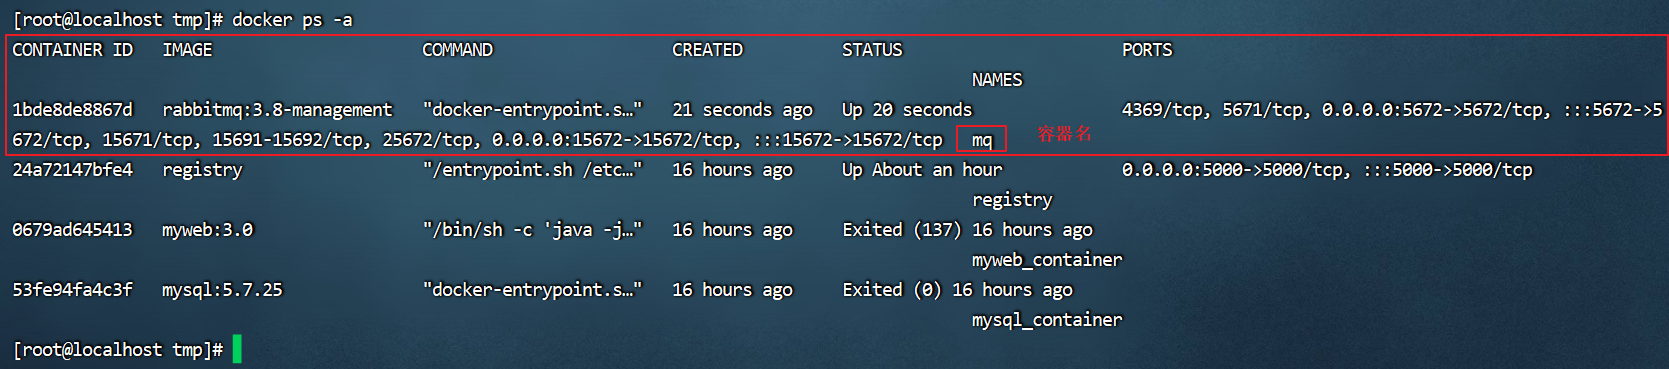 [root@localhost tmp]# docker ps -a
CONTAINER ID   IMAGE                     COMMAND                  CREATED          STATUS                      PORTS
NAMES
1bde8de8867d   rabbitmq:3.8-management   "docker-entrypoint.s…"   21 seconds ago   Up 20 seconds               4369/tcp, 5671/tcp, 0.0.0.0:5672->5672/tcp, :::5672->5
672/tcp, 15671/tcp, 15691-15692/tcp, 25672/tcp, 0.0.0.0:15672->15672/tcp, :::15672->15672/tcp   mq   容器名
24a72147bfe4   registry                  "/entrypoint.sh /etc…"   16 hours ago     Up About an hour            0.0.0.0:5000->5000/tcp, :::5000->5000/tcp
registry
0679ad645413   myweb:3.0                 "/bin/sh -c 'java -j…"   16 hours ago     Exited (137) 16 hours ago
myweb_container
53fe94fa4c3f   mysql:5.7.25              "docker-entrypoint.s…"   16 hours ago     Exited (0) 16 hours ago
mysql_container
[root@localhost tmp]#